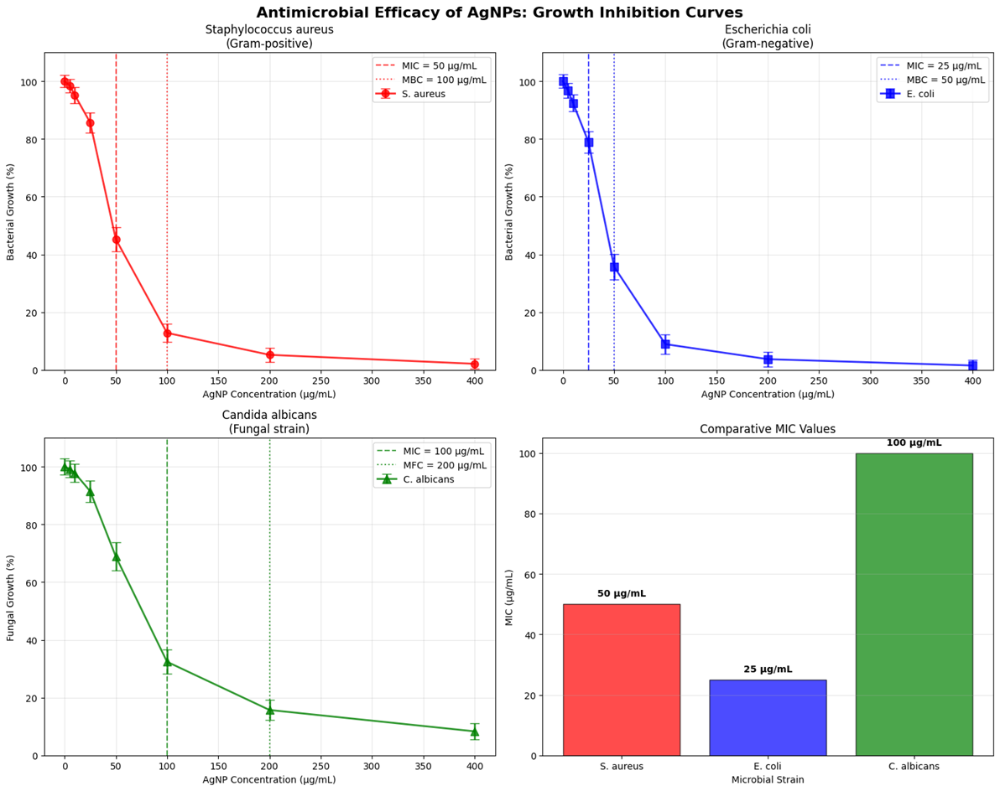 Antimicrobial Efficacy of AgNPs: Growth Inhibition Curves
Staphylococcus aureus
(Gram-positive)
Bacterial Growth (%)
100
80
60
40
20
0
MIC = 50 µg/mL
MBC = 100 µg/mL
S. aureus
0 50 100 150 200 250 300 350 400
AgNP Concentration (µg/mL)
Escherichia coli
(Gram-negative)
Bacterial Growth (%)
100
80
60
40
20
0
MIC = 25 µg/mL
MBC = 50 µg/mL
E. coli
0 50 100 150 200 250 300 350 400
AgNP Concentration (µg/mL)
Candida albicans
(Fungal strain)
Fungal Growth (%)
100
80
60
40
20
0
MIC = 100 µg/mL
MFC = 200 µg/mL
C. albicans
0 50 100 150 200 250 300 350 400
AgNP Concentration (µg/mL)
Comparative MIC Values
MIC (µg/mL)
100
80
60
40
20
0
100 µg/mL
50 µg/mL
25 µg/mL
S. aureus E. coli C. albicans
Microbial Strain